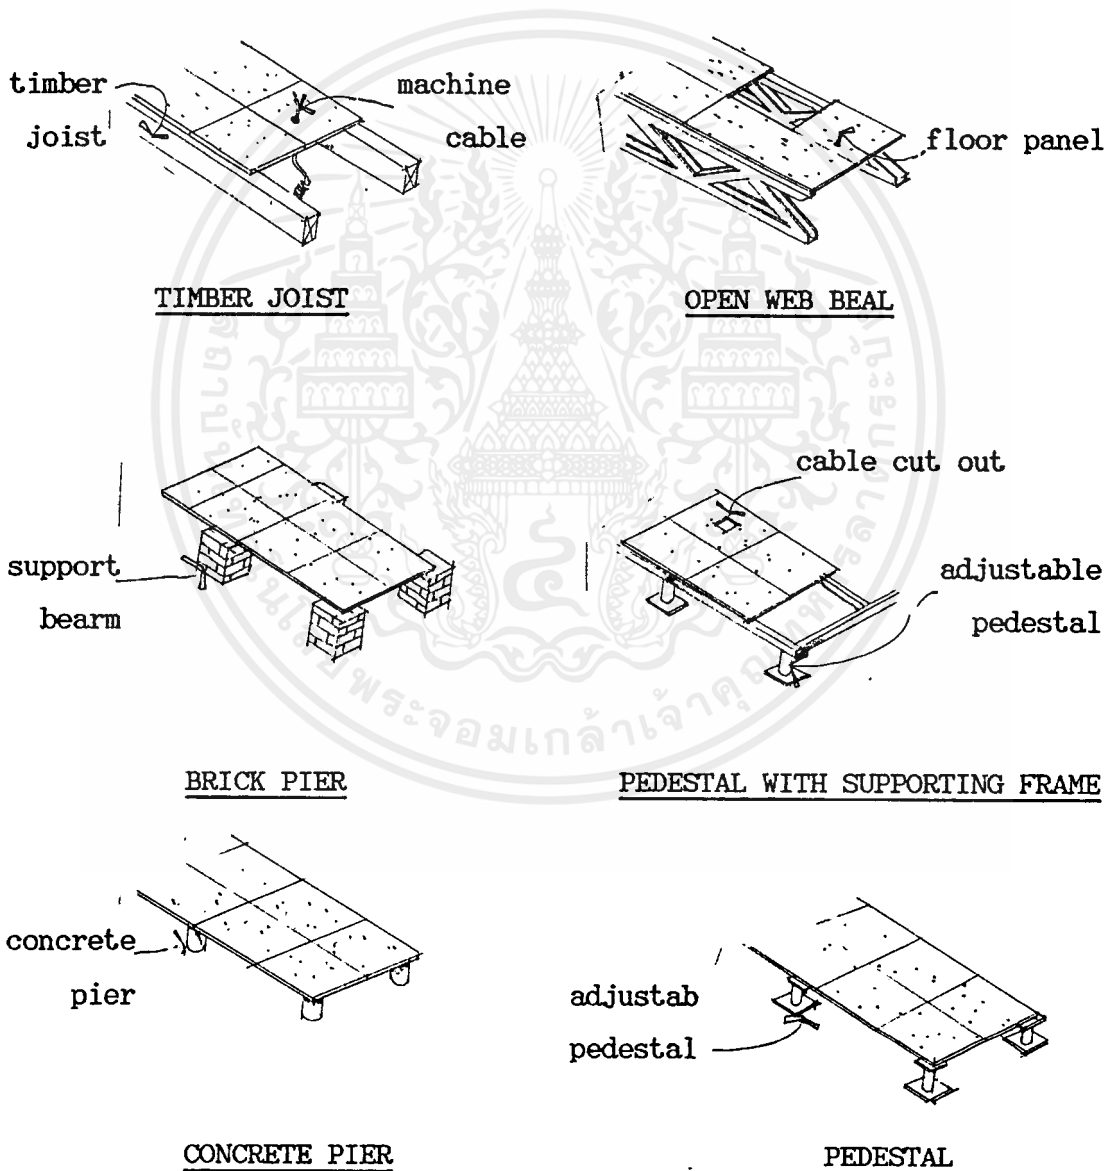 timber
joist
machine
cable
floor panel
TIMBER JOIST
OPEN WEB BEAL
support
bearm
cable cut out
adjustable
pedestal
BRICK PIER
PEDESTAL WITH SUPPORTING FRAME
concrete
pier
adjustab
pedestal
CONCRETE PIER
PEDESTAL